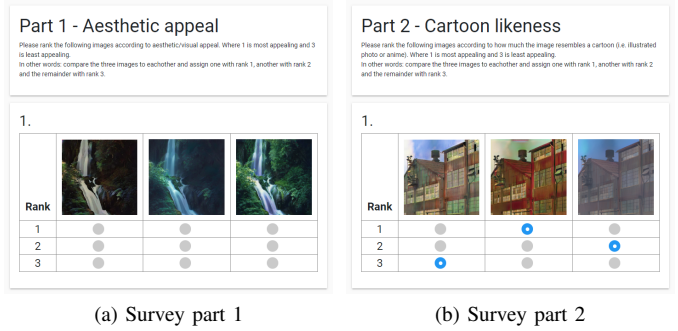 Part 1 - Aesthetic appeal
Please rank the following images according to aesthetic/visual appeal. Where 1 is most appealing and 3
is least appealing.
In other words: compare the three images to eachother and assign one with rank 1, another with rank 2
and the remainder with rank 3.
1.
Rank
1
2
3
(a) Survey part 1
Part 2 - Cartoon likeness
Please rank the following images according to how much the image resembles a cartoon (i.e. illustrated
photo or anime). Where 1 is most appealing and 3 is least appealing.
In other words: compare the three images to eachother and assign one with rank 1, another with rank 2
and the remainder with rank 3.
1.
Rank
1
2
3
(b) Survey part 2